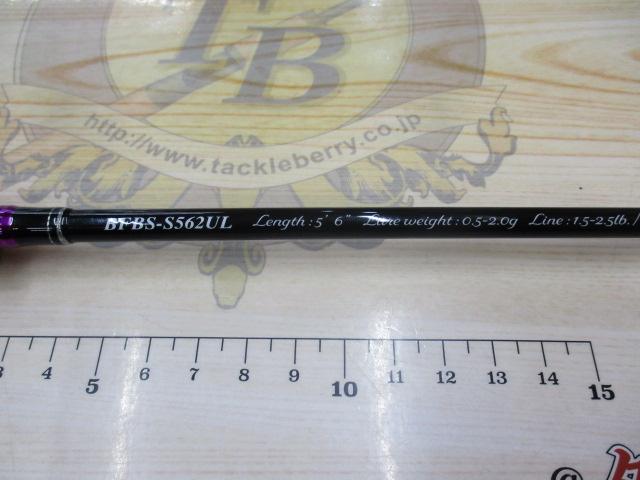 TB
http://www.tackleberry.co.jp
BFBS-S562UL Length : 5' 6" Lure weight : 0.5-2.0g Line : 1.5-2.5lb.
3 4 5 6 7 8 9 10 11 12 13 14 15